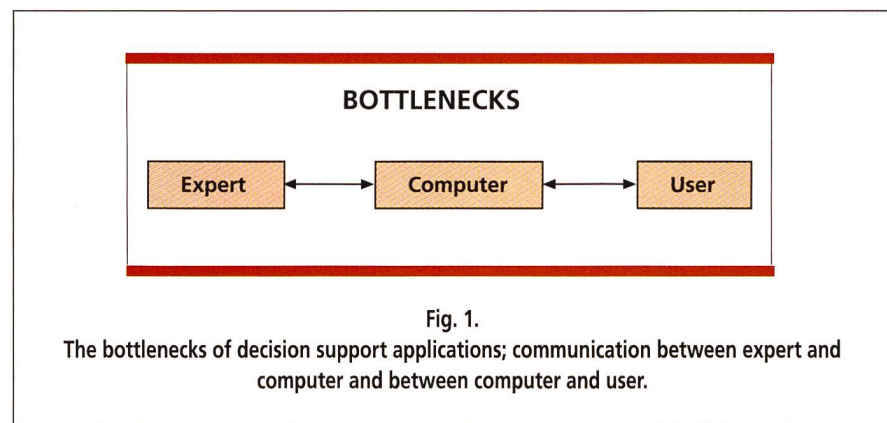 BOTTLENECKS
Expert Computer User
Fig. 1.
The bottlenecks of decision support applications; communication between expert and
computer and between computer and user.